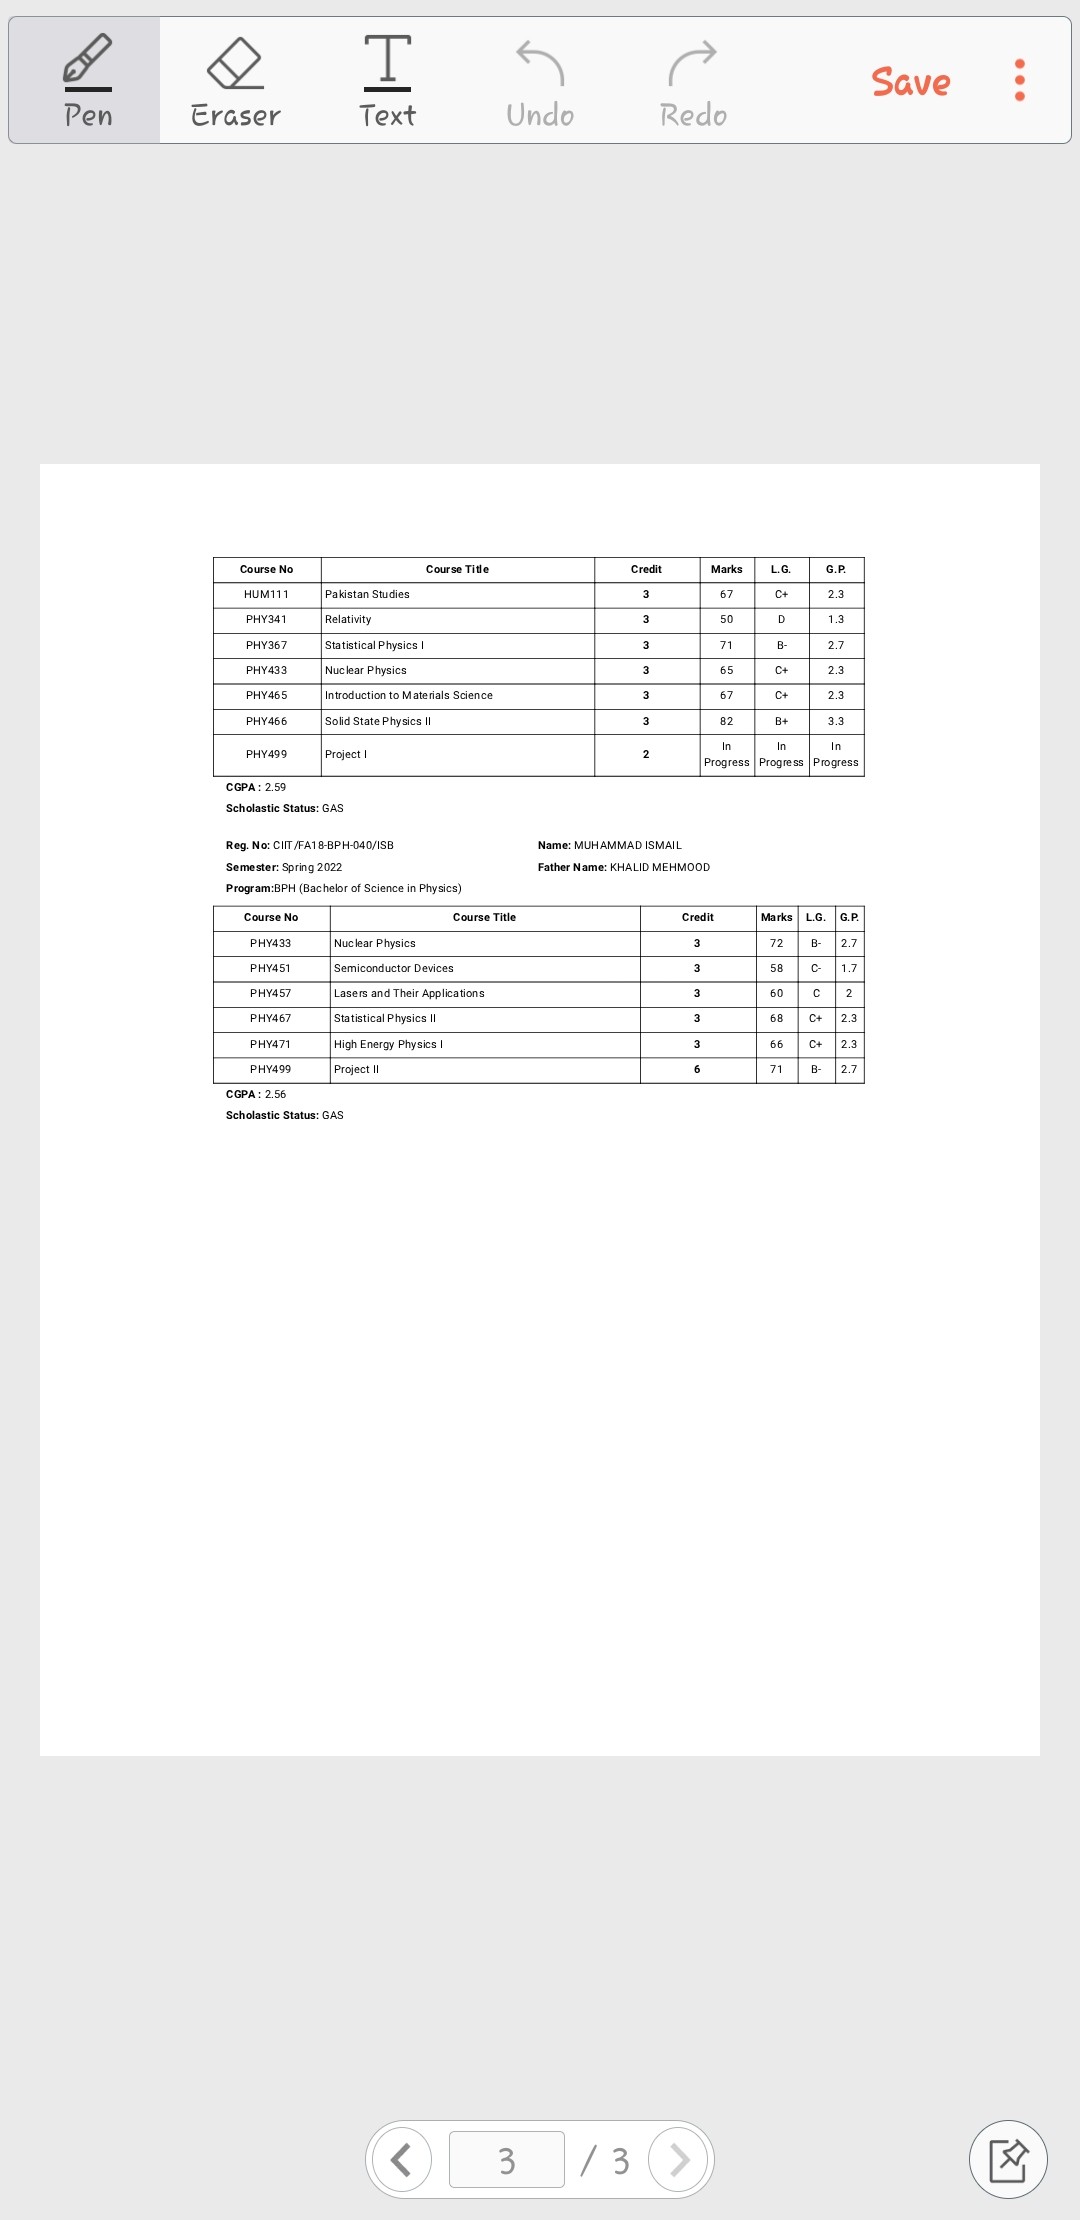 Pen Eraser Text Undo Redo Save
Course No Course Title Credit Marks L.G. G.P.
HUM111 Pakistan Studies 3 67 C+ 2.3
PHY341 Relativity 3 50 D 1.3
PHY367 Statistical Physics I 3 71 B- 2.7
PHY433 Nuclear Physics 3 65 C+ 2.3
PHY465 Introduction to Materials Science 3 67 C+ 2.3
PHY466 Solid State Physics II 3 82 B+ 3.3
PHY499 Project I 2 In Progress In Progress In Progress
CGPA : 2.59
Scholastic Status: GAS
Reg. No: CIIT/FA18-BPH-040/ISB Name: MUHAMMAD ISMAIL
Semester: Spring 2022 Father Name: KHALID MEHMOOD
Program:BPH (Bachelor of Science in Physics)
Course No Course Title Credit Marks L.G. G.P.
PHY433 Nuclear Physics 3 72 B- 2.7
PHY451 Semiconductor Devices 3 58 C- 1.7
PHY457 Lasers and Their Applications 3 60 C 2
PHY467 Statistical Physics II 3 68 C+ 2.3
PHY471 High Energy Physics I 3 66 C+ 2.3
PHY499 Project II 6 71 B- 2.7
CGPA : 2.56
Scholastic Status: GAS
3 / 3